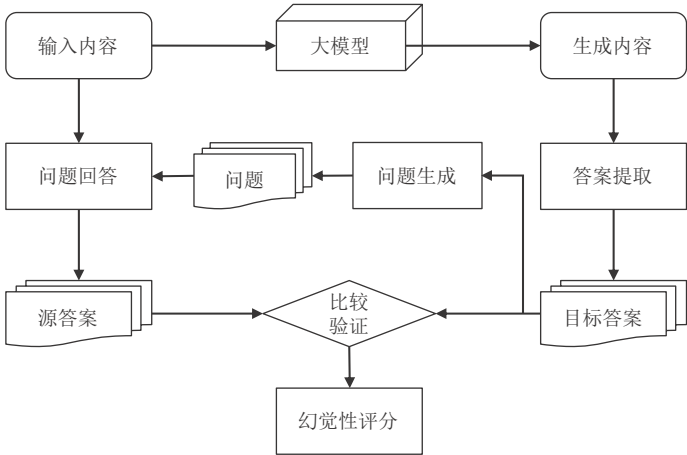 输入内容
大模型
生成内容
问题回答
问题
问题生成
答案提取
源答案
比较
验证
目标答案
幻觉性评分